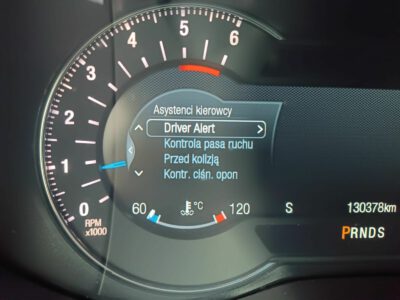 6
5
4
3
2
1
0
RPM
x1000
Asystenci kierowcy
Driver Alert
Kontrola pasa ruchu
Przed kolizją
Kontr. ciśn. opon
60 °C 120
S 130378km
PRNDS